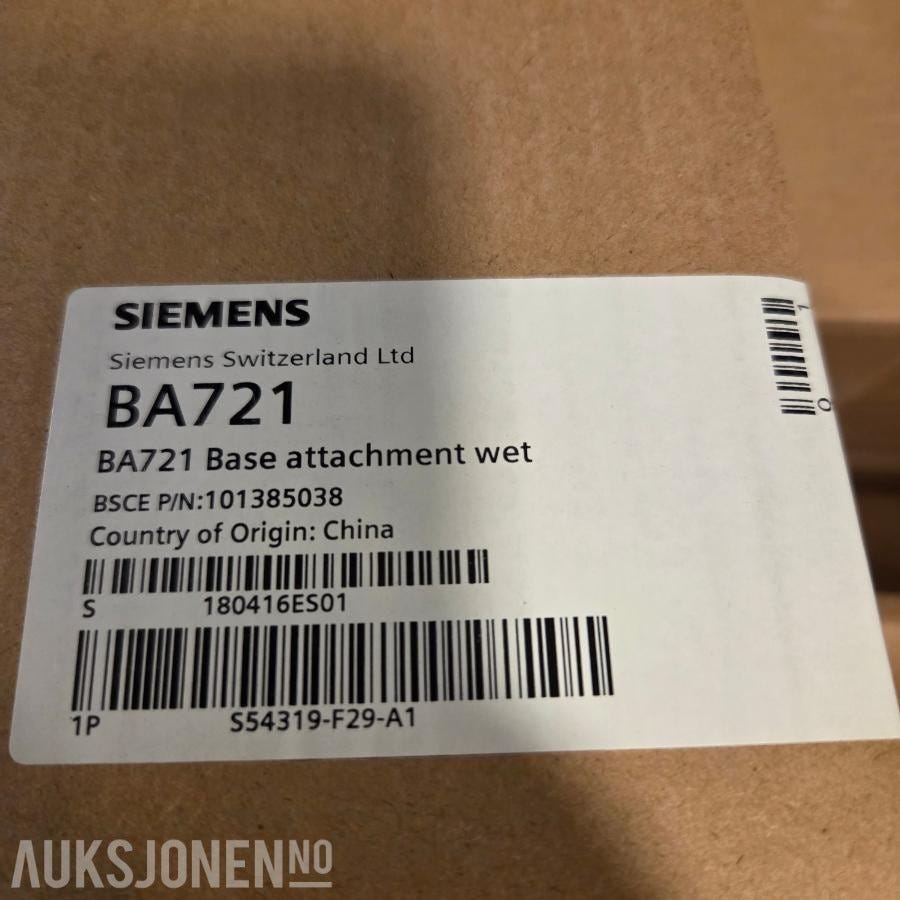 SIEMENS
Siemens Switzerland Ltd
BA721
BA721 Base attachment wet
BSCE P/N:101385038
Country of Origin: China
S 180416ES01
1P S54319-F29-A1
AUKSJONEN.NO